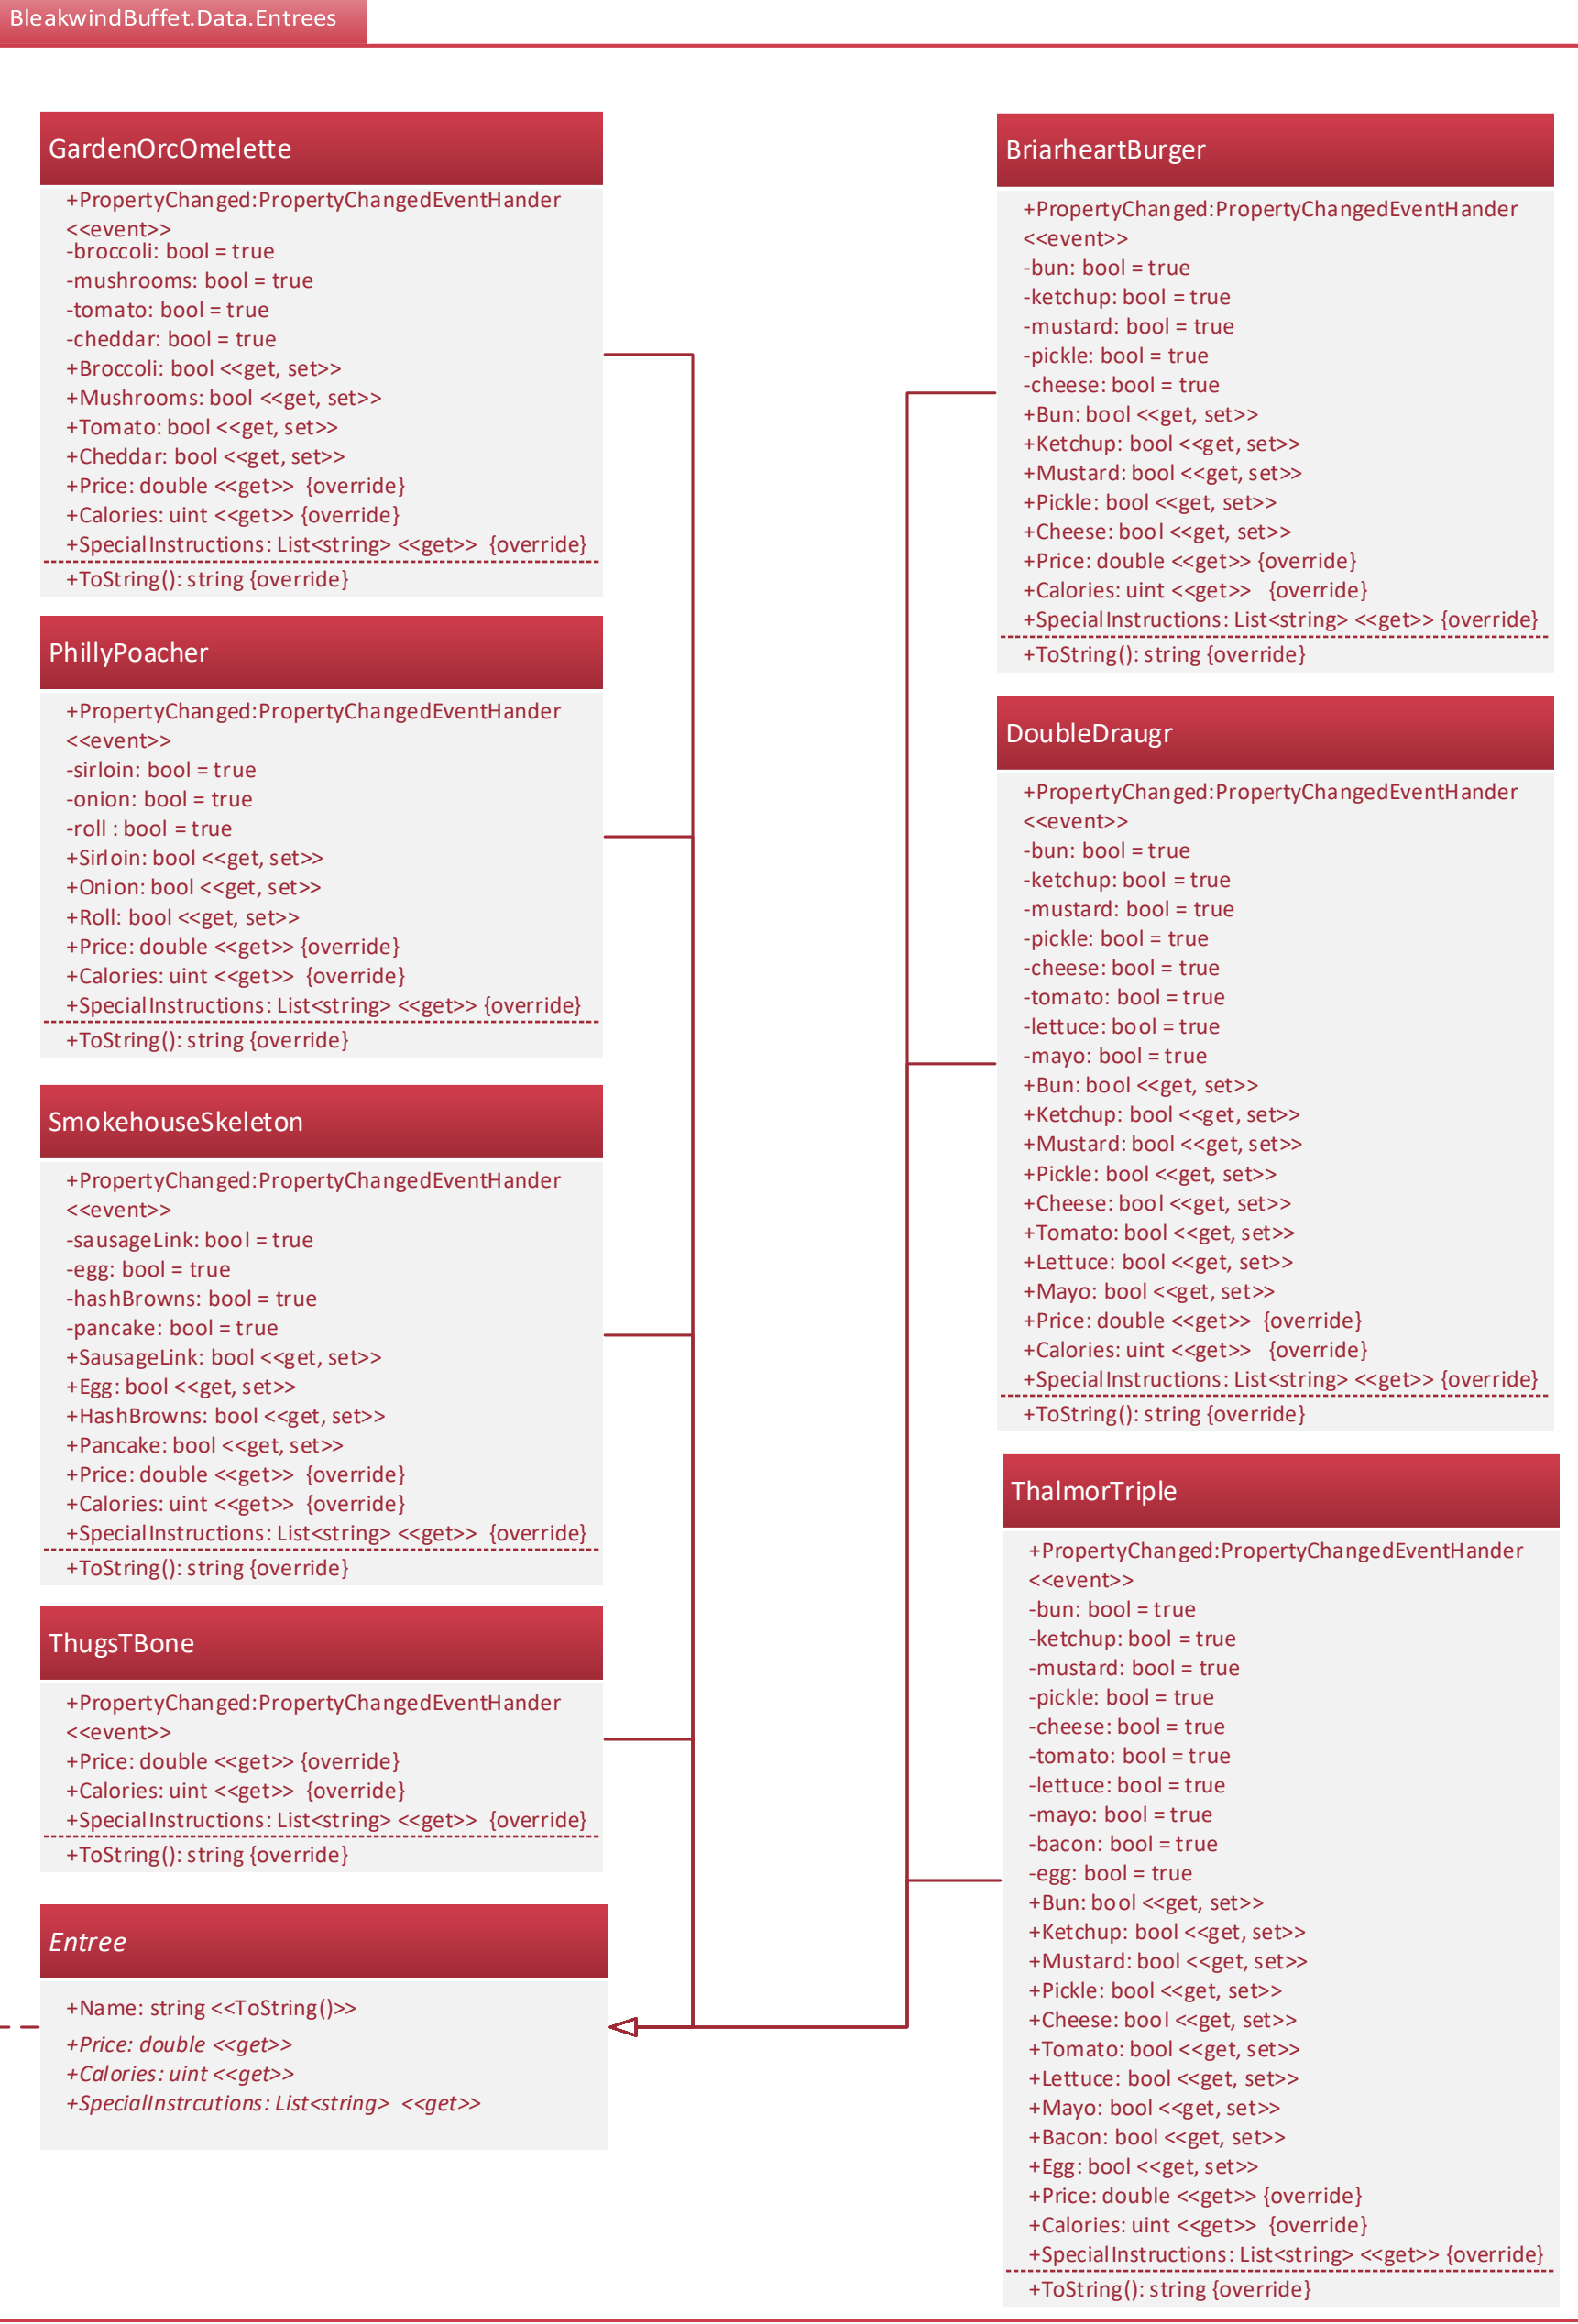 BleakwindBuffet.Data.Entrees
GardenOrcOmelette
+PropertyChanged:PropertyChangedEventHander
<<event>>
-broccoli: bool = true
-mushrooms: bool = true
-tomato: bool = true
-cheddar: bool = true
+Broccoli: bool <<get, set>>
+Mushrooms: bool <<get, set>>
+Tomato: bool <<get, set>>
+Cheddar: bool <<get, set>>
+Price: double <<get>> {override}
+Calories: uint <<get>> {override}
+SpecialInstructions: List<string> <<get>> {override}
+ToString(): string {override}
PhillyPoacher
+PropertyChanged:PropertyChangedEventHander
<<event>>
-sirloin: bool = true
-onion: bool = true
-roll : bool = true
+Sirloin: bool <<get, set>>
+Onion: bool <<get, set>>
+Roll: bool <<get, set>>
+Price: double <<get>> {override}
+Calories: uint <<get>> {override}
+SpecialInstructions: List<string> <<get>> {override}
+ToString(): string {override}
SmokehouseSkeleton
+PropertyChanged:PropertyChangedEventHander
<<event>>
-sausageLink: bool = true
-egg: bool = true
-hashBrowns: bool = true
-pancake: bool = true
+SausageLink: bool <<get, set>>
+Egg: bool <<get, set>>
+HashBrowns: bool <<get, set>>
+Pancake: bool <<get, set>>
+Price: double <<get>> {override}
+Calories: uint <<get>> {override}
+SpecialInstructions: List<string> <<get>> {override}
+ToString(): string {override}
ThugsTBone
+PropertyChanged:PropertyChangedEventHander
<<event>>
+Price: double <<get>> {override}
+Calories: uint <<get>> {override}
+SpecialInstructions: List<string> <<get>> {override}
+ToString(): string {override}
Entree
+Name: string <<ToString()>>
+Price: double <<get>>
+Calories: uint <<get>>
+SpecialInstrcutions: List<string> <<get>>
BriarheartBurger
+PropertyChanged:PropertyChangedEventHander
<<event>>
-bun: bool = true
-ketchup: bool = true
-mustard: bool = true
-pickle: bool = true
-cheese: bool = true
+Bun: bool <<get, set>>
+Ketchup: bool <<get, set>>
+Mustard: bool <<get, set>>
+Pickle: bool <<get, set>>
+Cheese: bool <<get, set>>
+Price: double <<get>> {override}
+Calories: uint <<get>> {override}
+SpecialInstructions: List<string> <<get>> {override}
+ToString(): string {override}
DoubleDraugr
+PropertyChanged:PropertyChangedEventHander
<<event>>
-bun: bool = true
-ketchup: bool = true
-mustard: bool = true
-pickle: bool = true
-cheese: bool = true
-tomato: bool = true
-lettuce: bool = true
-mayo: bool = true
+Bun: bool <<get, set>>
+Ketchup: bool <<get, set>>
+Mustard: bool <<get, set>>
+Pickle: bool <<get, set>>
+Cheese: bool <<get, set>>
+Tomato: bool <<get, set>>
+Lettuce: bool <<get, set>>
+Mayo: bool <<get, set>>
+Price: double <<get>> {override}
+Calories: uint <<get>> {override}
+SpecialInstructions: List<string> <<get>> {override}
+ToString(): string {override}
ThalmorTriple
+PropertyChanged:PropertyChangedEventHander
<<event>>
-bun: bool = true
-ketchup: bool = true
-mustard: bool = true
-pickle: bool = true
-cheese: bool = true
-tomato: bool = true
-lettuce: bool = true
-mayo: bool = true
-bacon: bool = true
-egg: bool = true
+Bun: bool <<get, set>>
+Ketchup: bool <<get, set>>
+Mustard: bool <<get, set>>
+Pickle: bool <<get, set>>
+Cheese: bool <<get, set>>
+Tomato: bool <<get, set>>
+Lettuce: bool <<get, set>>
+Mayo: bool <<get, set>>
+Bacon: bool <<get, set>>
+Egg: bool <<get, set>>
+Price: double <<get>> {override}
+Calories: uint <<get>> {override}
+SpecialInstructions: List<string> <<get>> {override}
+ToString(): string {override}